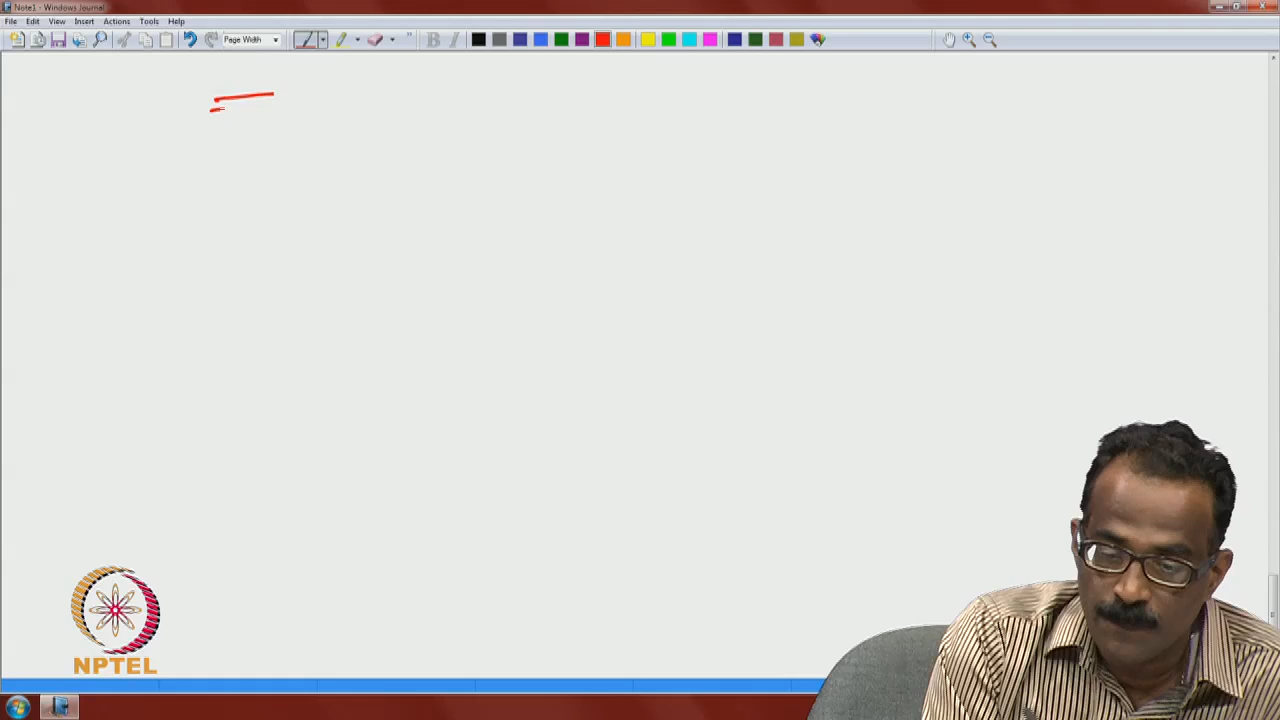 Note1 - Windows Journal
File Edit View Insert Actions Tools Help
Page Width
B I
NPTEL